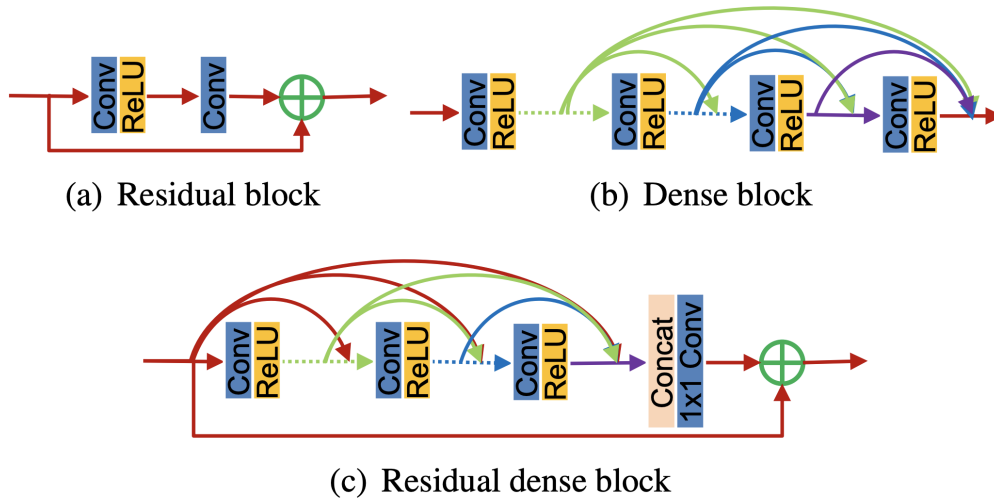 Conv
ReLU
Conv
(a) Residual block
Conv
ReLU
Conv
ReLU
Conv
ReLU
Conv
ReLU
(b) Dense block
Conv
ReLU
Conv
ReLU
Conv
ReLU
Concat
1x1 Conv
(c) Residual dense block